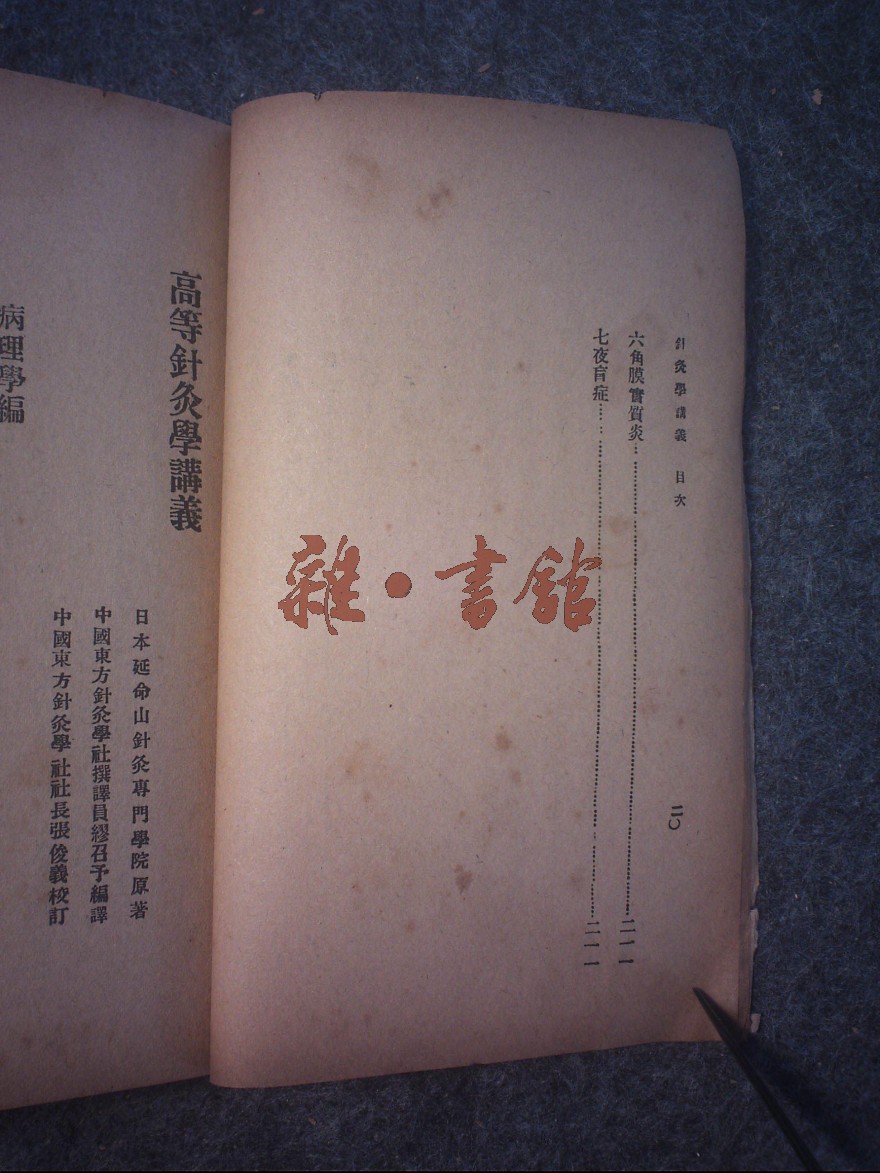 針灸學講義 目次 二〇
六角膜實質炎………二一一
七夜盲症………二一一
高等針灸學講義
日本延命山針灸專門學院原著
中國東方針灸學社撰譯員繆召予編譯
中國東方針灸學社社長張俊義校訂
病理學編
雜·書館